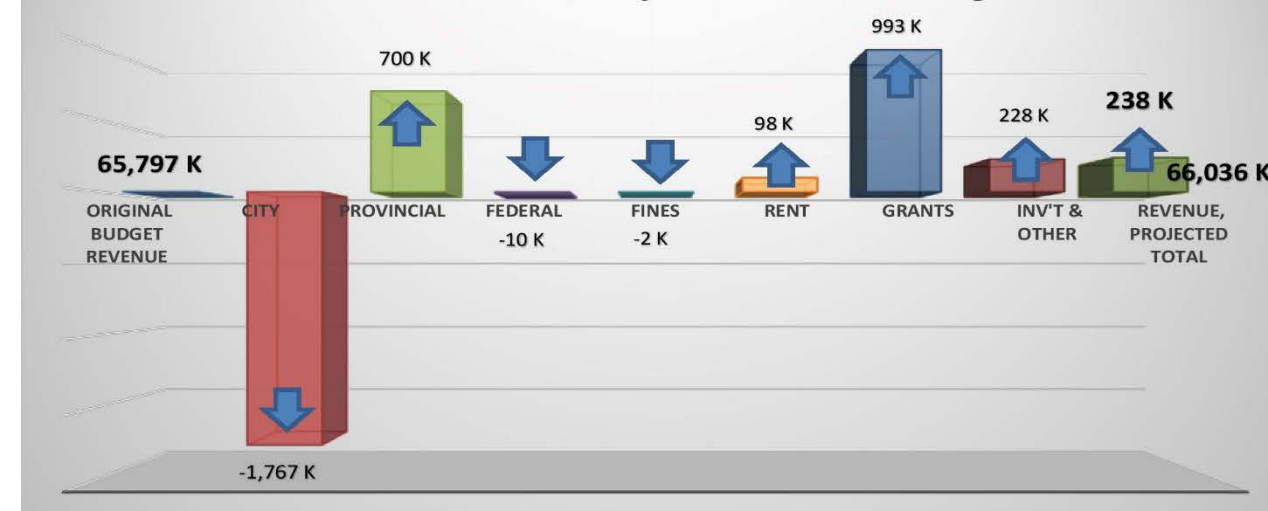 993 K
700 K
238 K
228 K
98 K
65,797 K
66,036 K
ORIGINAL BUDGET REVENUE
CITY
PROVINCIAL
FEDERAL
FINES
RENT
GRANTS
INV'T & OTHER
REVENUE, PROJECTED TOTAL
-10 K
-2 K
-1,767 K